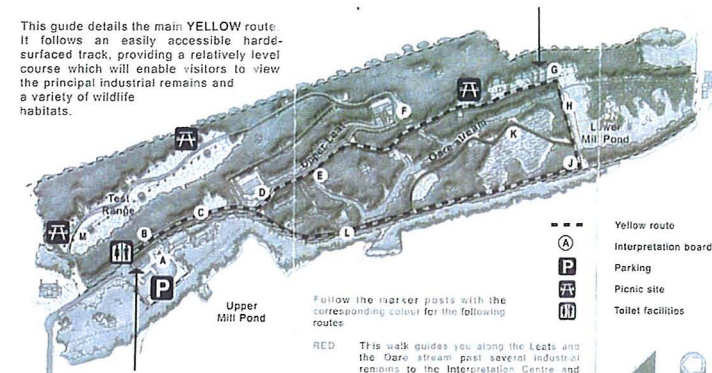 This guide details the main YELLOW route.
It follows an easily accessible hard-
surfaced track, providing a relatively level
course which will enable visitors to view
the principal industrial remains and
a variety of wildlife
habitats.
G
H
F
Lower
Mill Pond
K
Upper Leat
Oare stream
J
E
D
Test
Range
C
B
M
L
A
P
Upper
Mill Pond
Yellow route
A Interpretation board
P Parking
Picnic site
Toilet facilities
Follow the marker posts with the
corresponding colour for the following
routes
RED This walk guides you along the Leats and
the Oare stream past several industrial
remains to the Interpretation Centre and